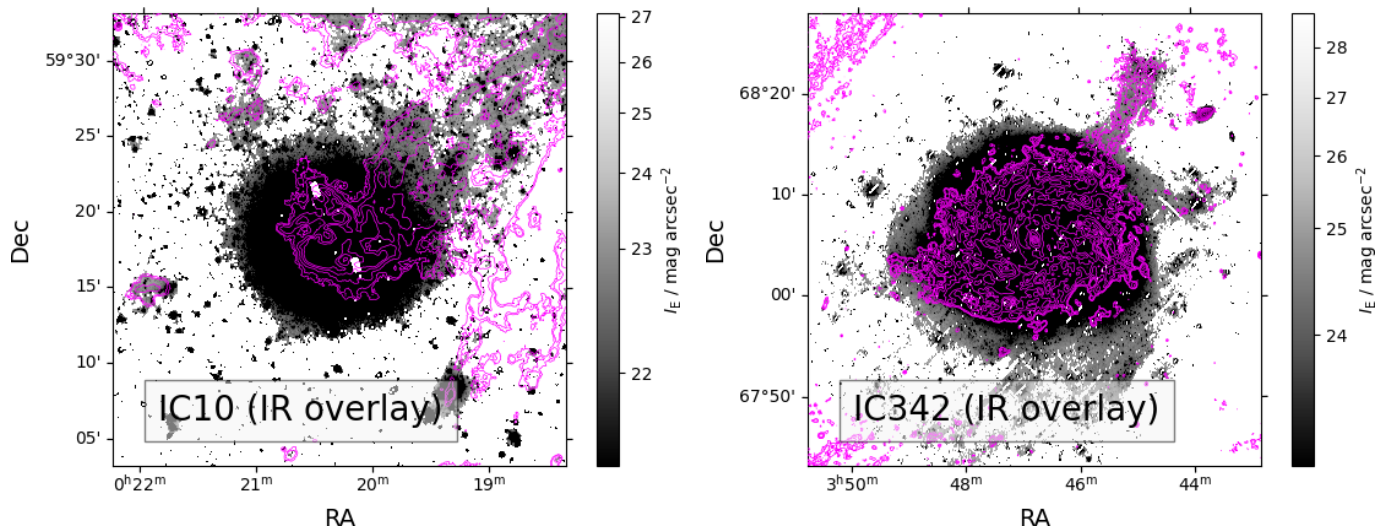 59°30'
25'
20'
15'
10'
05'
Dec
IC10 (IR overlay)
0ʰ22ᵐ 21ᵐ 20ᵐ 19ᵐ
RA
27
26
25
24
23
22
I_E / mag arcsec⁻²
68°20'
10'
00'
67°50'
Dec
IC342 (IR overlay)
3ʰ50ᵐ 48ᵐ 46ᵐ 44ᵐ
RA
28
27
26
25
24
I_E / mag arcsec⁻²